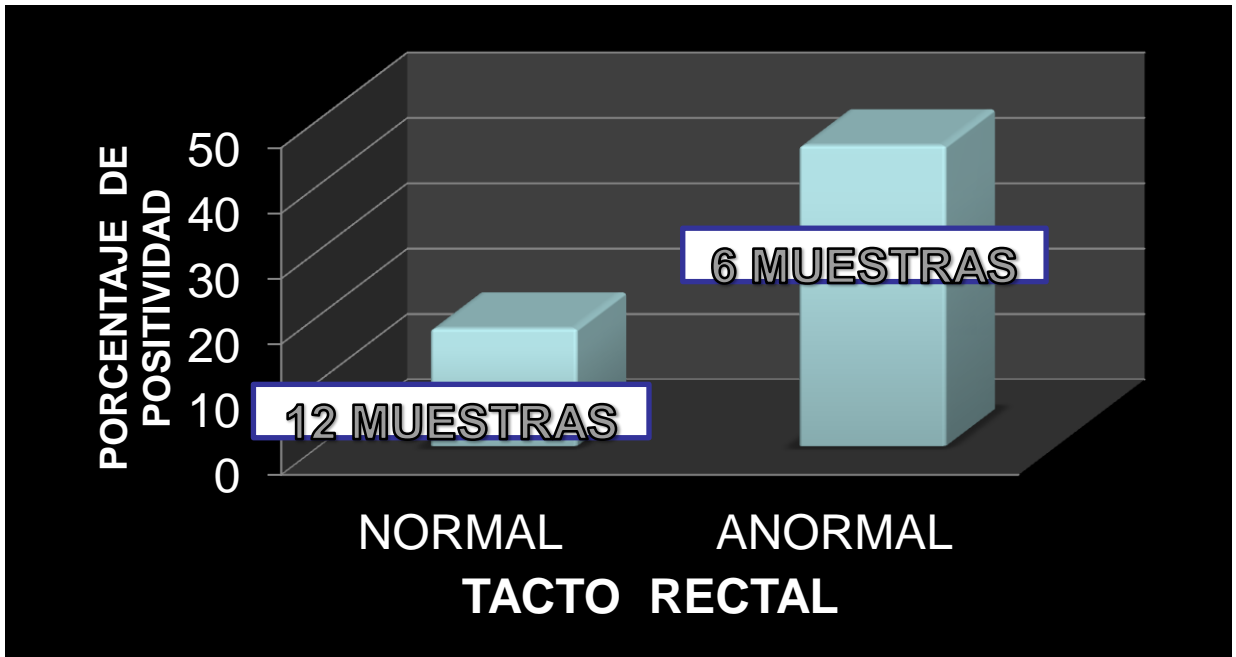 PORCENTAJE DE
POSITIVIDAD
50
40
30
20
10
0
6 MUESTRAS
12 MUESTRAS
NORMAL
ANORMAL
TACTO RECTAL